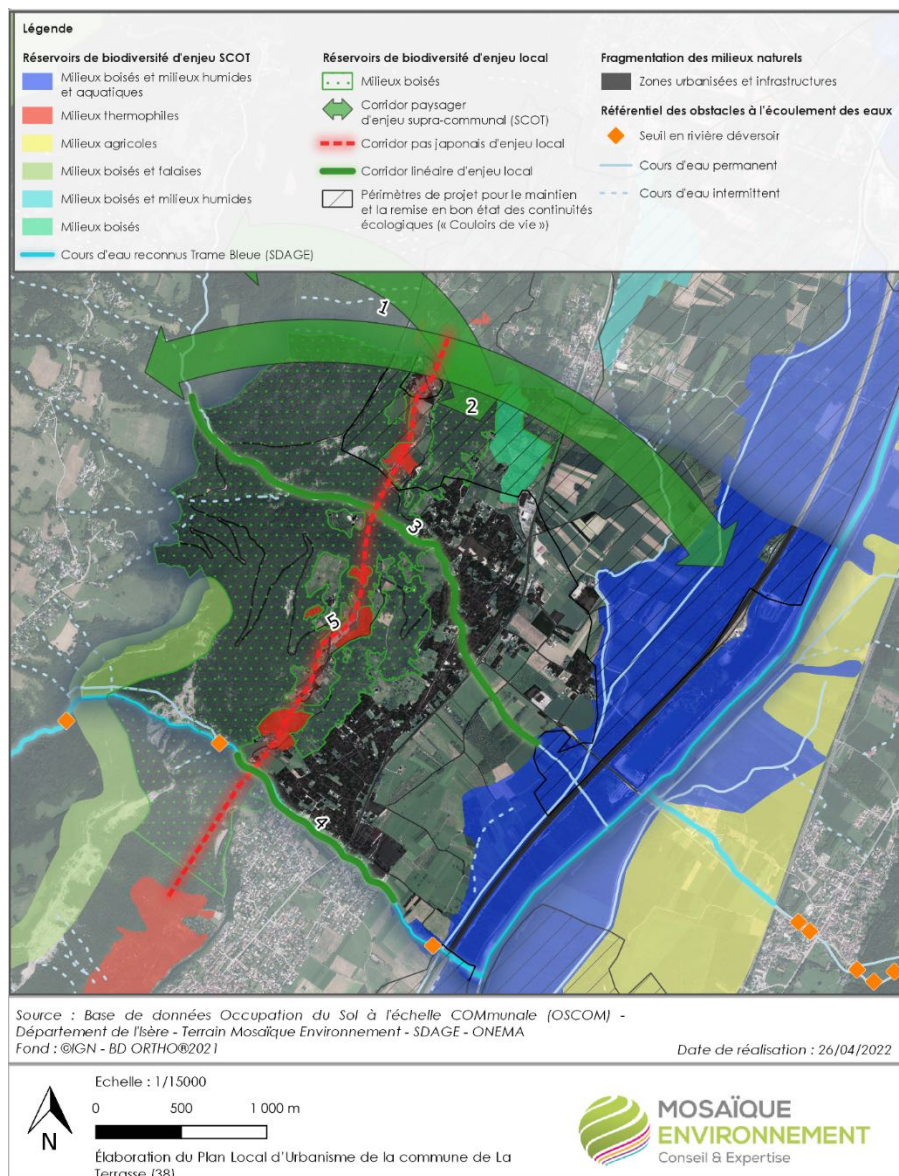 Légende
Réservoirs de biodiversité d'enjeu SCOT
Milieux boisés et milieux humides
et aquatiques
Milieux thermophiles
Milieux agricoles
Milieux boisés et falaises
Milieux boisés et milieux humides
Milieux boisés
Cours d'eau reconnus Trame Bleue (SDAGE)
Réservoirs de biodiversité d'enjeu local
Milieux boisés
Corridor paysager
d'enjeu supra-communal (SCOT)
Corridor pas japonais d'enjeu local
Corridor linéaire d'enjeu local
Périmètres de projet pour le maintien
et la remise en bon état des continuités
écologiques (« Couloirs de vie »)
Fragmentation des milieux naturels
Zones urbanisées et infrastructures
Référentiel des obstacles à l'écoulement des eaux
Seuil en rivière déversoir
Cours d'eau permanent
Cours d'eau intermittent
1
2
3
5
4
Source : Base de données Occupation du Sol à l'échelle COMmunale (OSCOM) -
Département de l'Isère - Terrain Mosaïque Environnement - SDAGE - ONEMA
Fond : ©IGN - BD ORTHO®2021
Date de réalisation : 26/04/2022
N
Echelle : 1/15000
0 500 1 000 m
Élaboration du Plan Local d'Urbanisme de la commune de La
Terrasse (38)
MOSAÏQUE
ENVIRONNEMENT
Conseil & Expertise